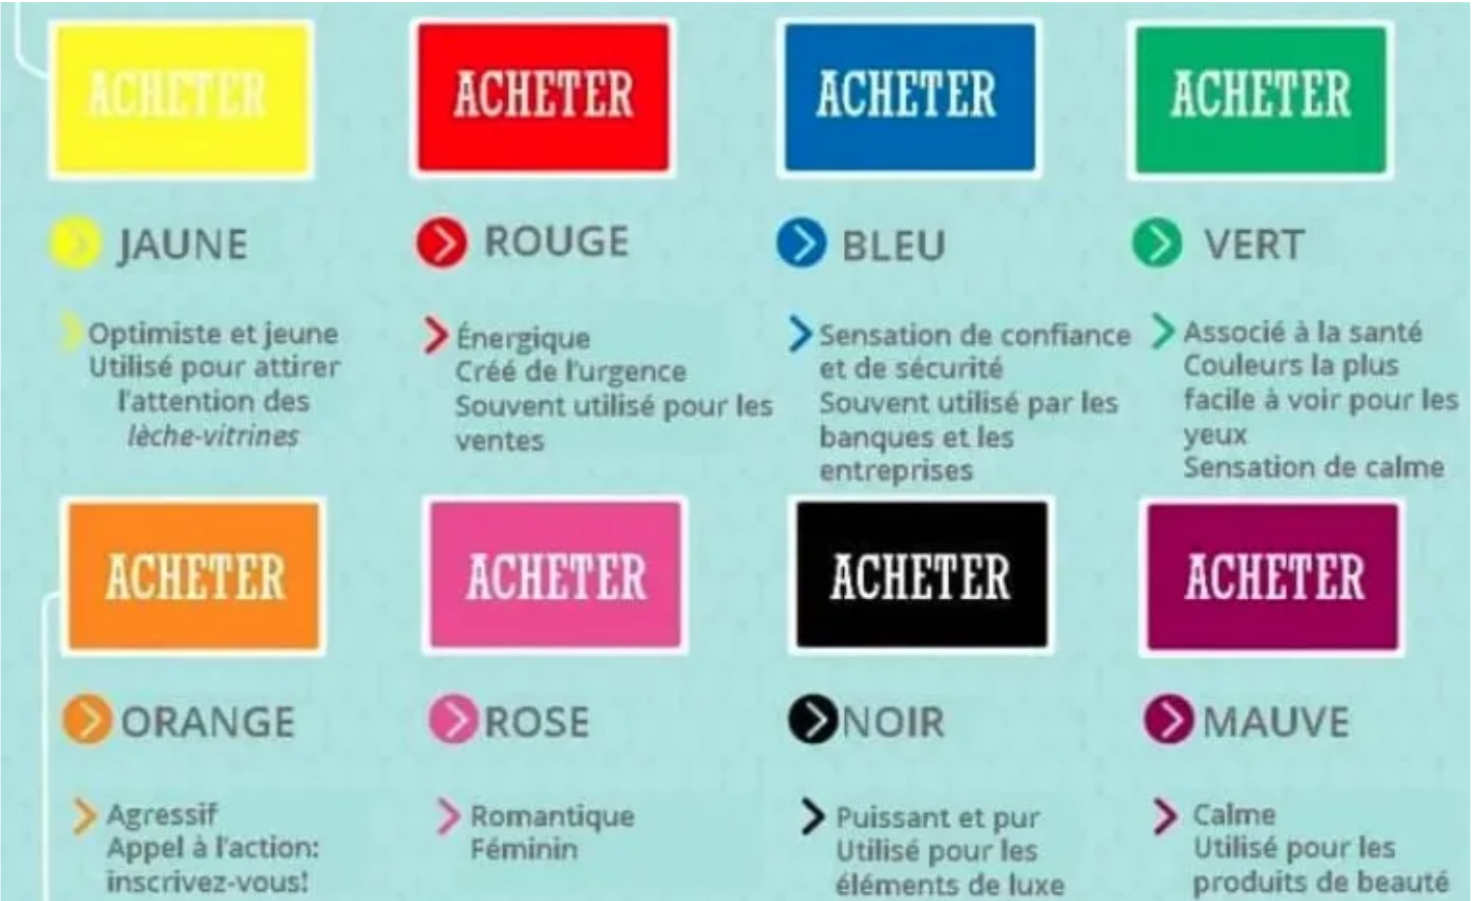 ACHETER
ACHETER
ACHETER
ACHETER
JAUNE
ROUGE
BLEU
VERT
Optimiste et jeune
Utilisé pour attirer
l'attention des
lèche-vitrines
Énergique
Créé de l'urgence
Souvent utilisé pour les
ventes
Sensation de confiance
et de sécurité
Souvent utilisé par les
banques et les
entreprises
Associé à la santé
Couleurs la plus
facile à voir pour les
yeux
Sensation de calme
ACHETER
ACHETER
ACHETER
ACHETER
ORANGE
ROSE
NOIR
MAUVE
Agressif
Appel à l'action:
inscrivez-vous!
Romantique
Féminin
Puissant et pur
Utilisé pour les
éléments de luxe
Calme
Utilisé pour les
produits de beauté